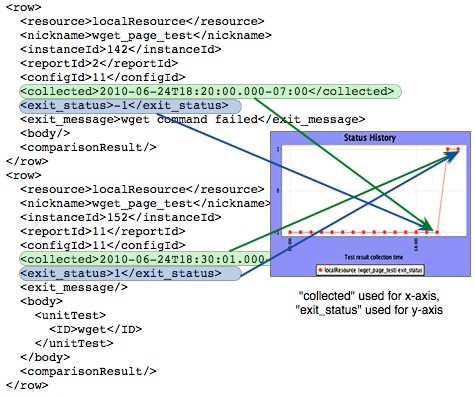 <row>
<resource>localResource</resource>
<nickname>wget_page_test</nickname>
<instanceId>142</instanceId>
<reportId>2</reportId>
<configId>11</configId>
<collected>2010-06-24T18:20:00.000-07:00</collected>
<exit_status>-1</exit_status>
<exit_message>wget command failed</exit_message>
<body/>
<comparisonResult/>
</row>
<row>
<resource>localResource</resource>
<nickname>wget_page_test</nickname>
<instanceId>152</instanceId>
<reportId>11</reportId>
<configId>11</configId>
<collected>2010-06-24T18:30:01.000-
<exit_status>1</exit_status>
<exit_message/>
<body>
<unitTest>
<ID>wget</ID>
</unitTest>
</body>
<comparisonResult/>
</row>
Status History
1
-1
Test result collection time
localResource (wget_page_test) exit_status
"collected" used for x-axis,
"exit_status" used for y-axis